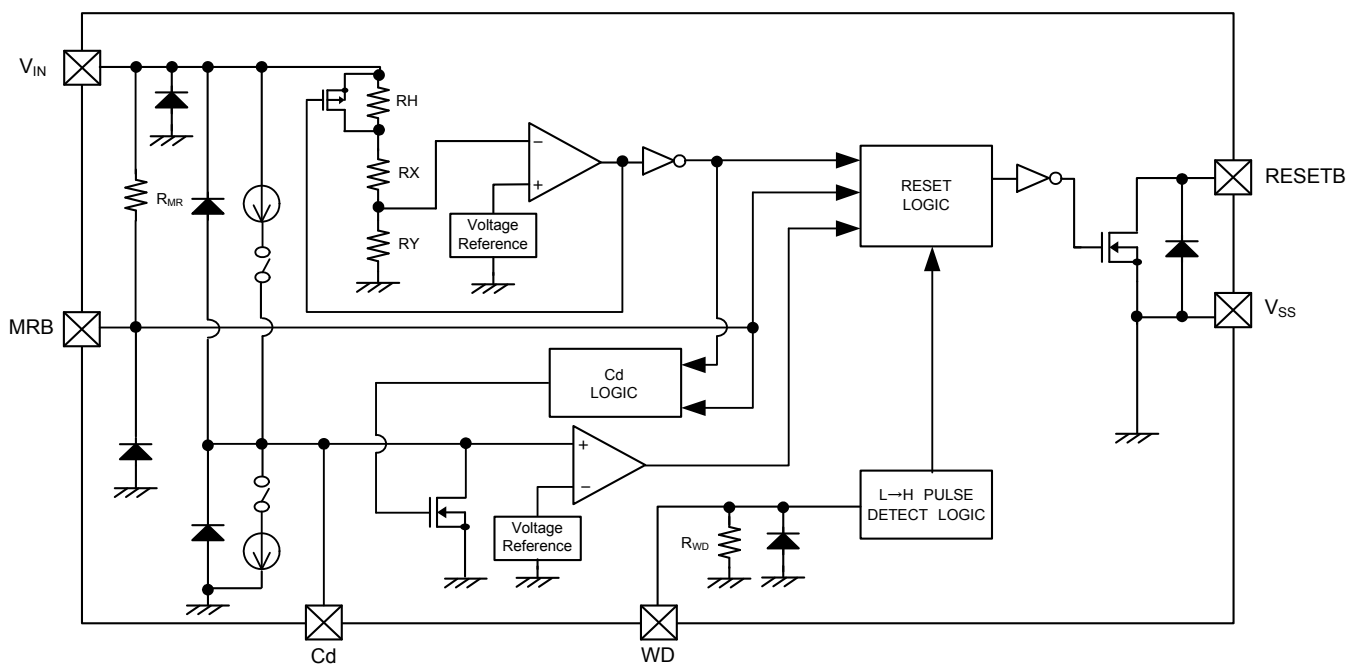 VIN
RH
RX
RMR
RY
−
+
Voltage
Reference
RESET
LOGIC
RESETB
MRB
VSS
Cd
LOGIC
+
−
Voltage
Reference
L→H PULSE
DETECT LOGIC
RWD
Cd
WD